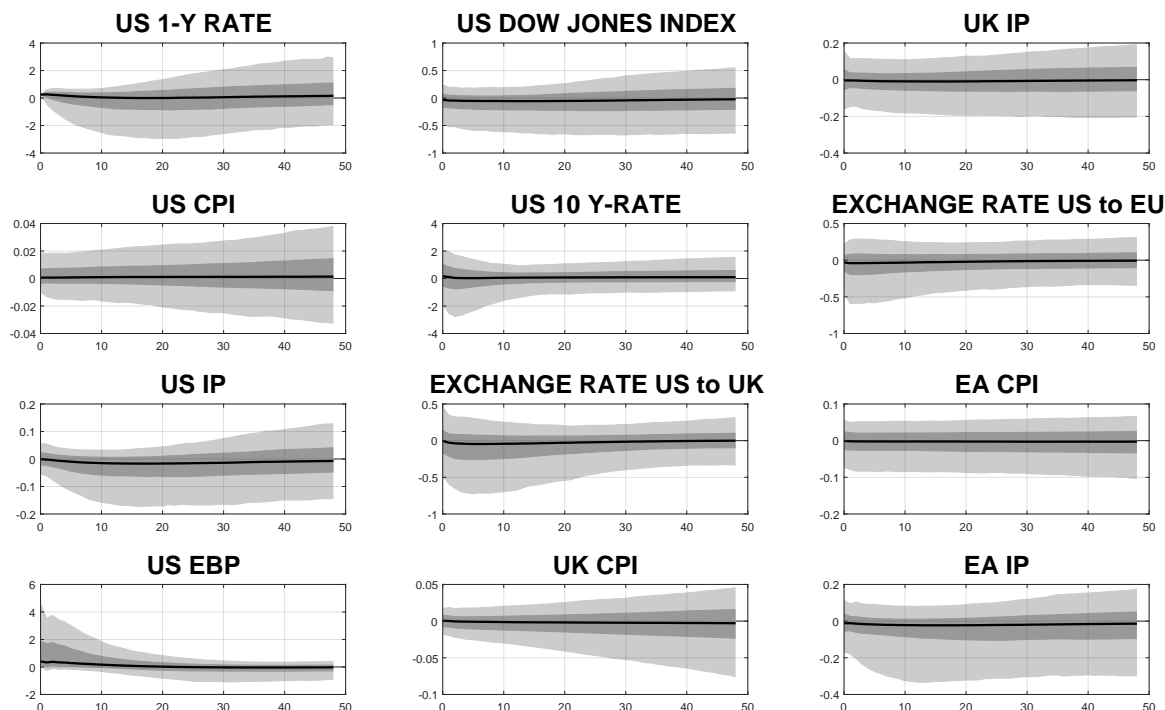 US 1-Y RATE
4
2
0
-2
-4
0 10 20 30 40 50
US DOW JONES INDEX
1
0.5
0
-0.5
-1
0 10 20 30 40 50
UK IP
0.2
0
-0.2
-0.4
0 10 20 30 40 50
US CPI
0.04
0.02
0
-0.02
-0.04
0 10 20 30 40 50
US 10 Y-RATE
4
2
0
-2
-4
0 10 20 30 40 50
EXCHANGE RATE US to EU
0.5
0
-0.5
-1
0 10 20 30 40 50
US IP
0.2
0.1
0
-0.1
-0.2
0 10 20 30 40 50
EXCHANGE RATE US to UK
0.5
0
-0.5
-1
0 10 20 30 40 50
EA CPI
0.1
0
-0.1
-0.2
0 10 20 30 40 50
US EBP
6
4
2
0
-2
0 10 20 30 40 50
UK CPI
0.05
0
-0.05
-0.1
0 10 20 30 40 50
EA IP
0.2
0
-0.2
-0.4
0 10 20 30 40 50